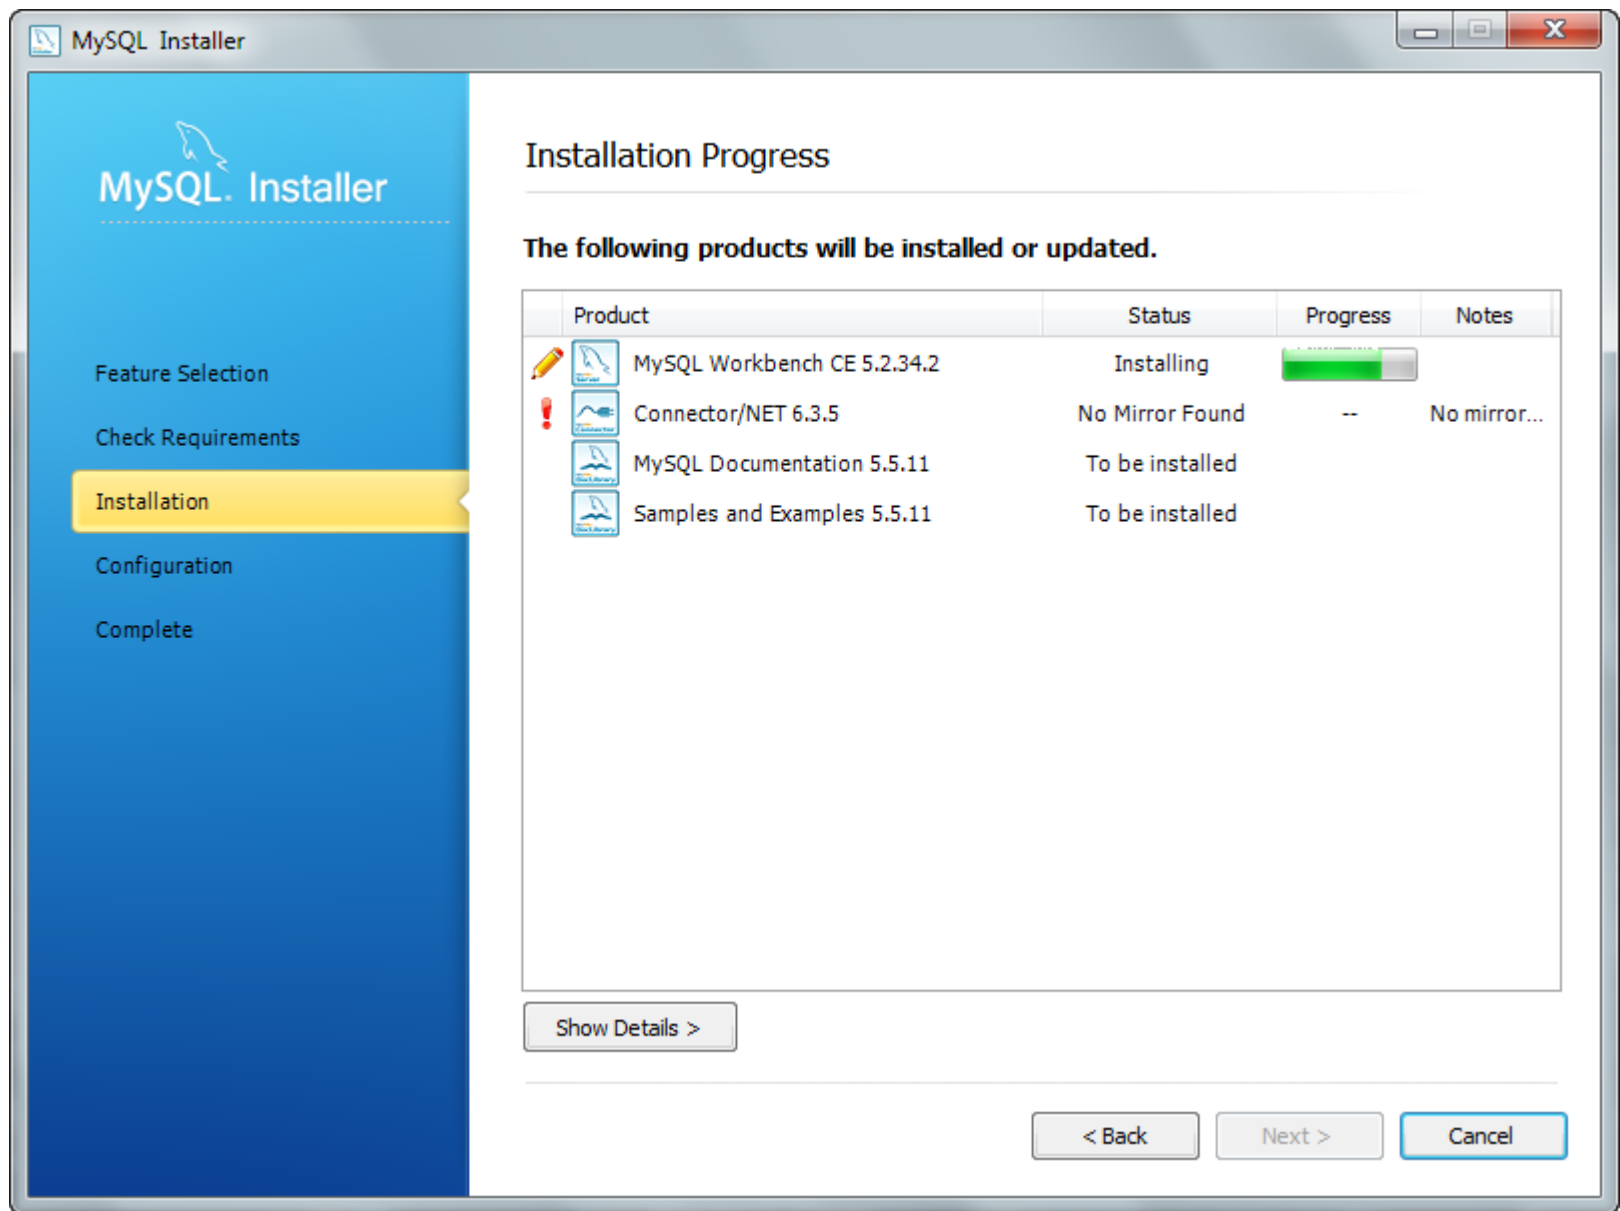 MySQL Installer
MySQL. Installer
Feature Selection
Check Requirements
Installation
Configuration
Complete
Installation Progress
The following products will be installed or updated.
Product Status Progress Notes
MySQL Workbench CE 5.2.34.2 Installing
Connector/NET 6.3.5 No Mirror Found -- No mirror...
MySQL Documentation 5.5.11 To be installed
Samples and Examples 5.5.11 To be installed
Show Details >
< Back Next > Cancel